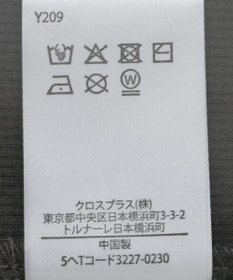 Y209
クロスプラス(株)
東京都中央区日本橋浜町3-3-2
トルナーレ日本橋浜町
中国製
5ヘTコード3227-0230